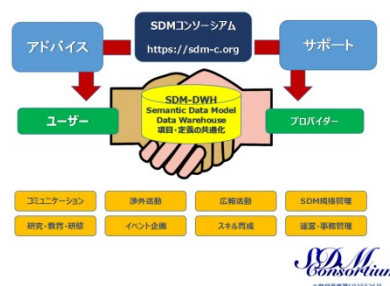 SDMコンソーシアム
https://sdm-c.org
アドバイス
サポート
SDM-DWH
Semantic Data Model
Data Warehouse
項目・定義の共通化
ユーザー
プロバイダー
コミュニケーション
渉外活動
広報活動
SDM規格管理
研究・教育・研修
イベント企画
スキル育成
運営・事務管理
SDM
Consortium